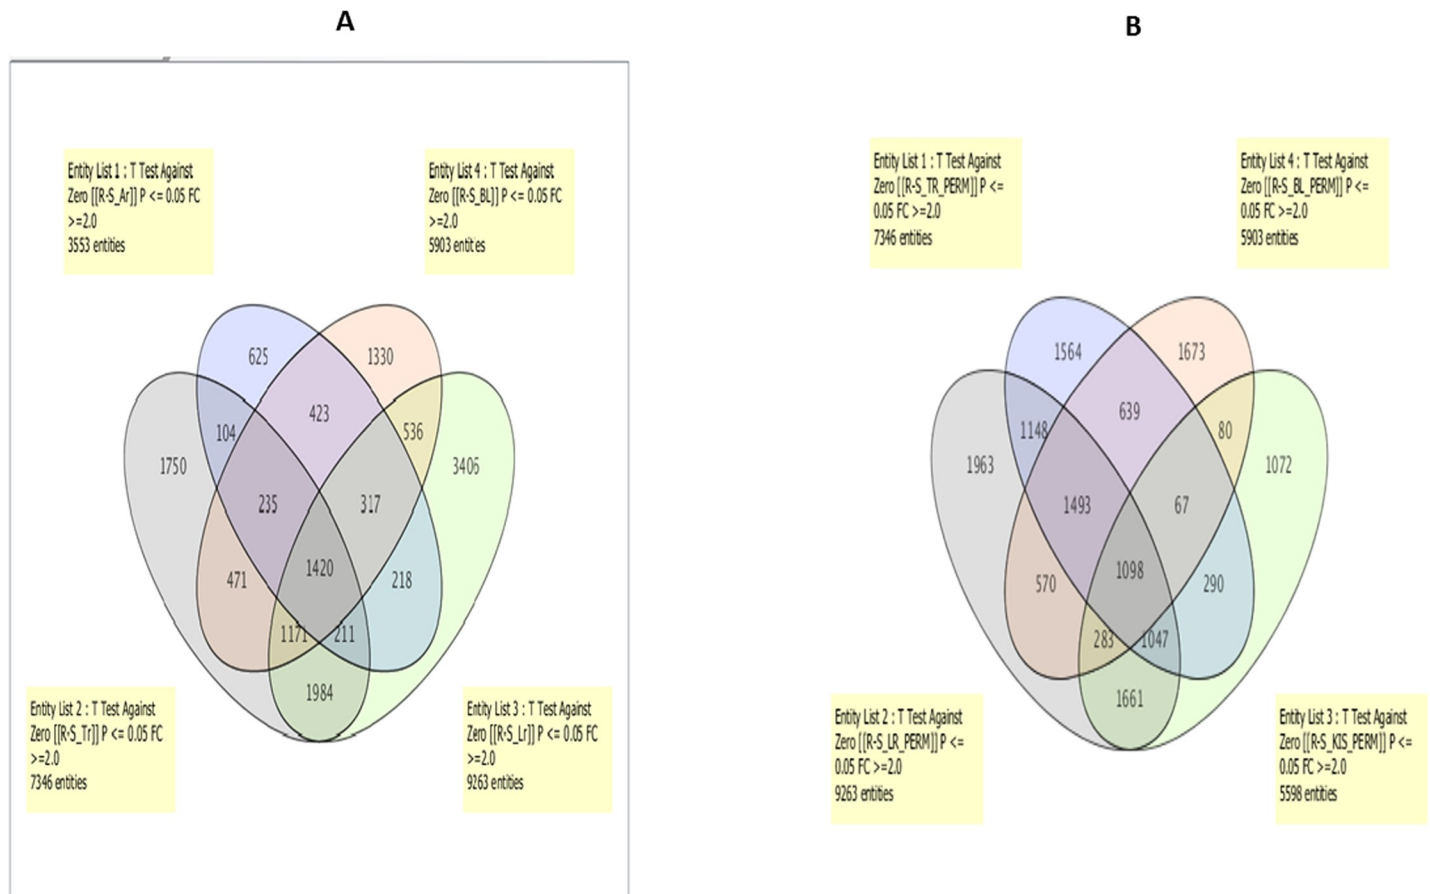 A
B
Entity List 1 : T Test Against
Zero [[R-S_Ar]] P <= 0.05 FC
>=2.0
3553 entities
Entity List 4 : T Test Against
Zero [[R-S_BL]] P <= 0.05 FC
>=2.0
5903 entities
625
1330
423
104
536
1750
3406
235
317
471
1420
218
1171
211
1984
Entity List 2 : T Test Against
Zero [[R-S_Tr]] P <= 0.05 FC
>=2.0
7346 entities
Entity List 3 : T Test Against
Zero [[R-S_Lr]] P <= 0.05 FC
>=2.0
9263 entities
Entity List 1 : T Test Against
Zero [[R-S_TR_PERM]] P <=
0.05 FC >=2.0
7346 entities
Entity List 4 : T Test Against
Zero [[R-S_BL_PERM]] P <=
0.05 FC >=2.0
5903 entities
1564
1673
639
1148
80
1963
1072
1493
67
570
1098
290
283
1047
1661
Entity List 2 : T Test Against
Zero [[R-S_LR_PERM]] P <=
0.05 FC >=2.0
9263 entities
Entity List 3 : T Test Against
Zero [[R-S_KIS_PERM]] P <=
0.05 FC >=2.0
5598 entities